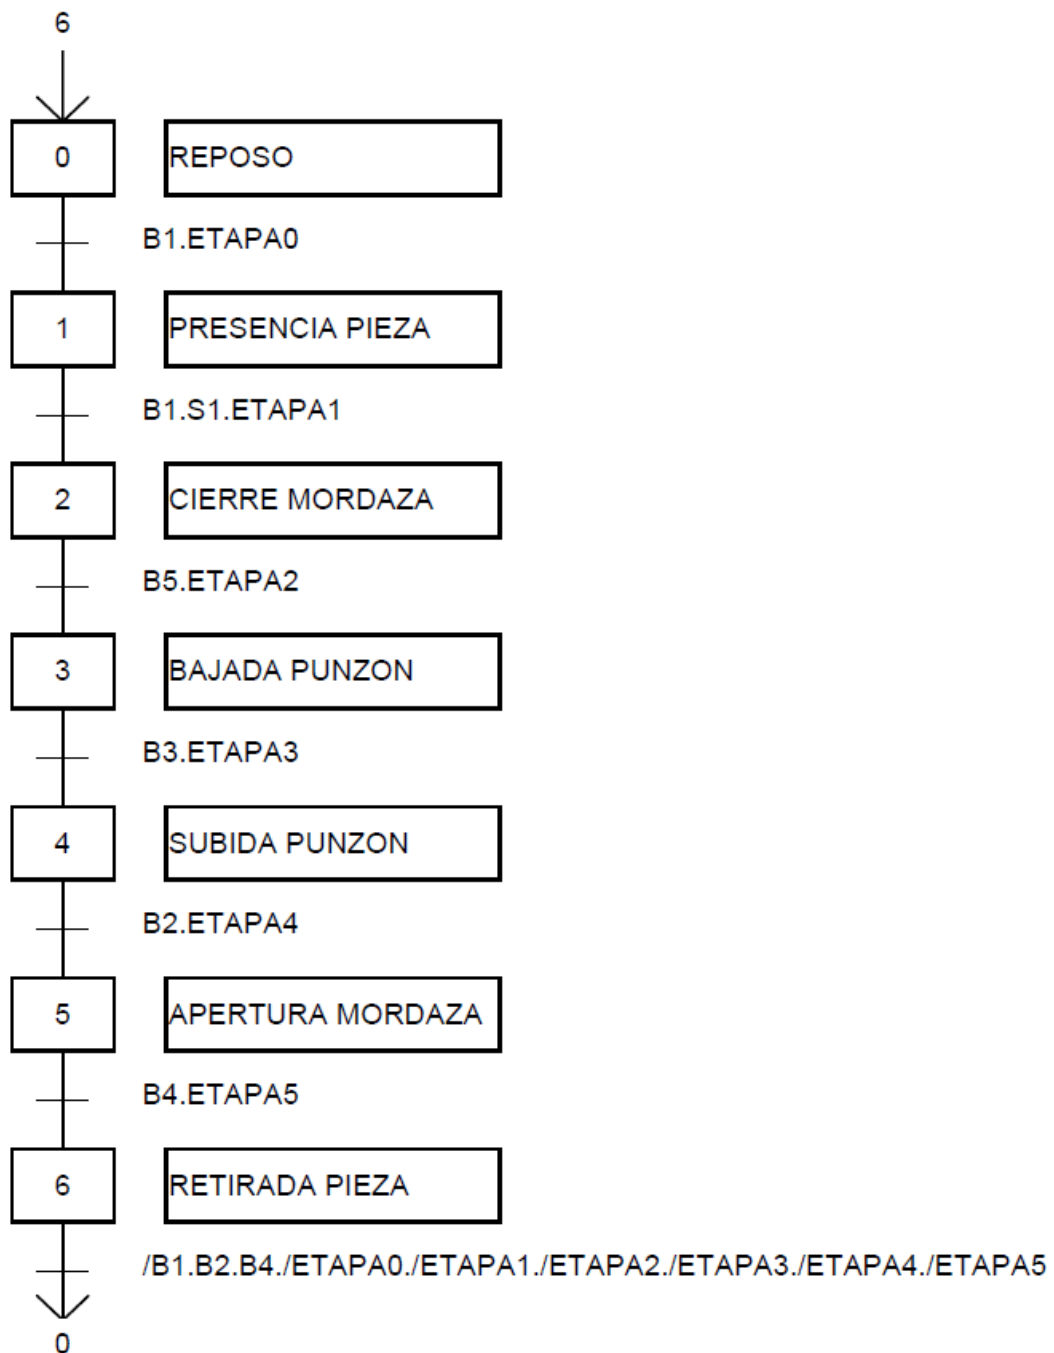 6
0 REPOSO
B1.ETAPA0
1 PRESENCIA PIEZA
B1.S1.ETAPA1
2 CIERRE MORDAZA
B5.ETAPA2
3 BAJADA PUNZON
B3.ETAPA3
4 SUBIDA PUNZON
B2.ETAPA4
5 APERTURA MORDAZA
B4.ETAPA5
6 RETIRADA PIEZA
/B1.B2.B4./ETAPA0./ETAPA1./ETAPA2./ETAPA3./ETAPA4./ETAPA5
0